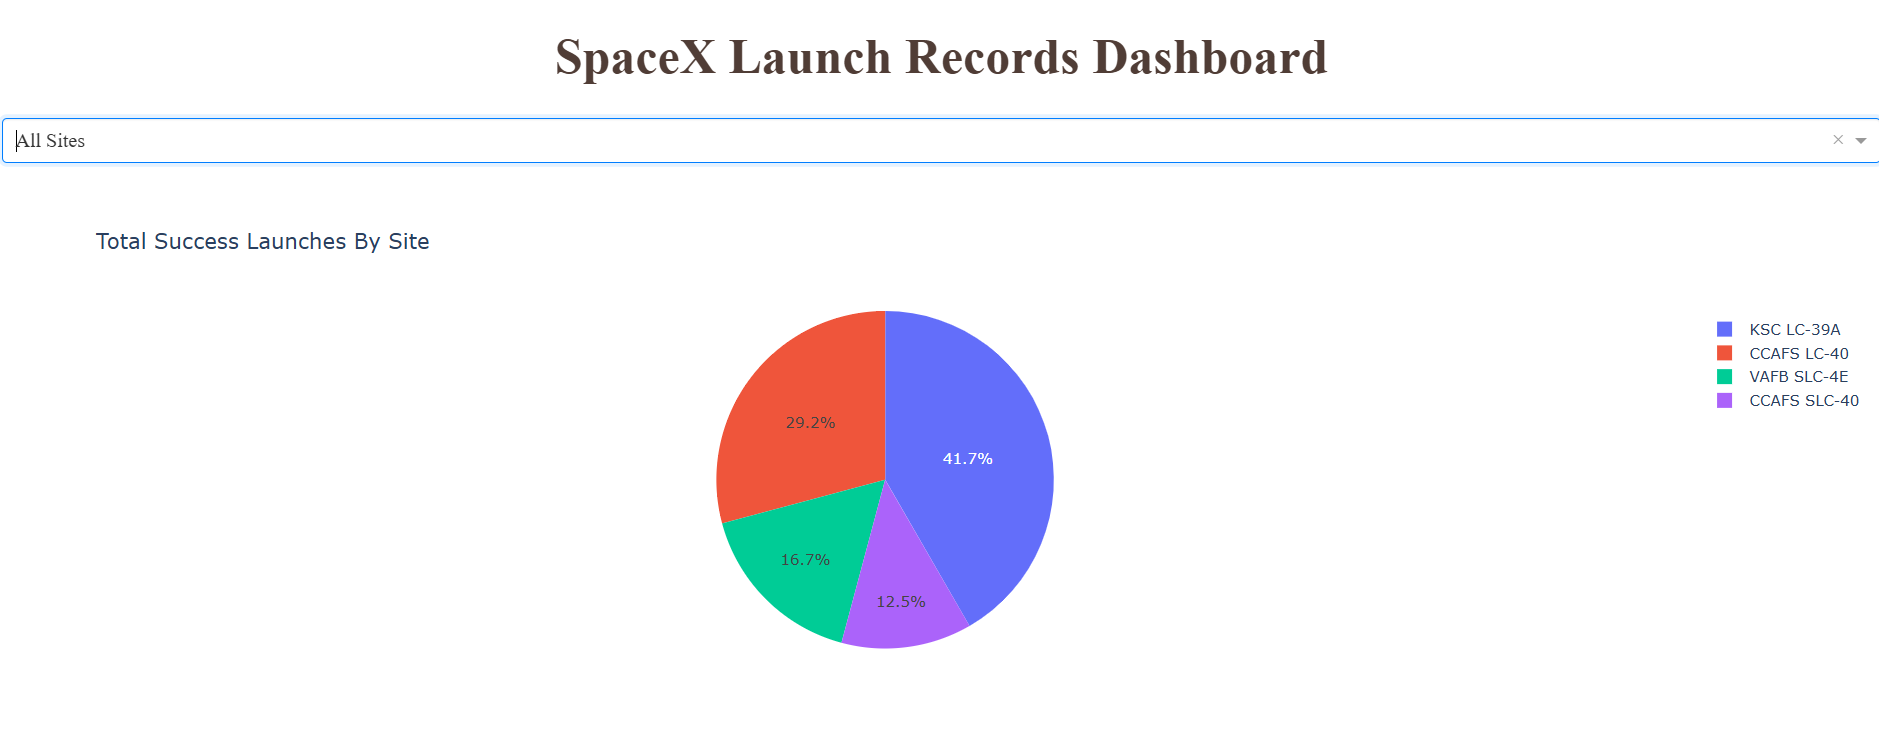 SpaceX Launch Records Dashboard
All Sites
Total Success Launches By Site
KSC LC-39A
CCAFS LC-40
VAFB SLC-4E
CCAFS SLC-40
29.2%
41.7%
16.7%
12.5%